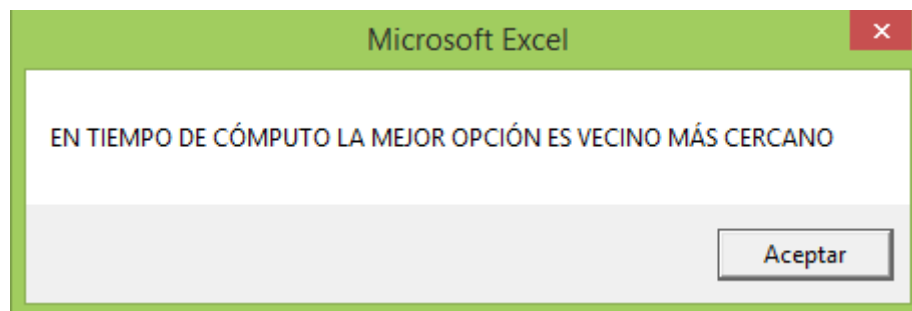 Microsoft Excel
EN TIEMPO DE CÓMPUTO LA MEJOR OPCIÓN ES VECINO MÁS CERCANO
Aceptar